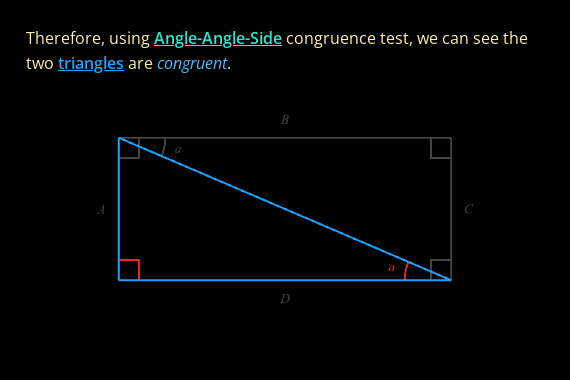 Therefore, using Angle-Angle-Side congruence test, we can see the
two triangles are congruent.
B
a
A
C
a
D